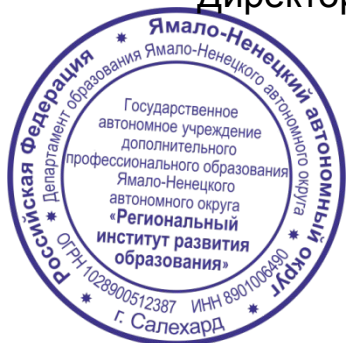 Директор
Российская Федерация * Ямало-Ненецкий автономный округ *
г. Салехард
* Департамент образования Ямало-Ненецкого автономного округа *
ОГРН 1028900512387 ИНН 8901006490
Государственное
автономное учреждение
дополнительного
профессионального образования
Ямало-Ненецкого
автономного округа
«Региональный
институт развития
образования»